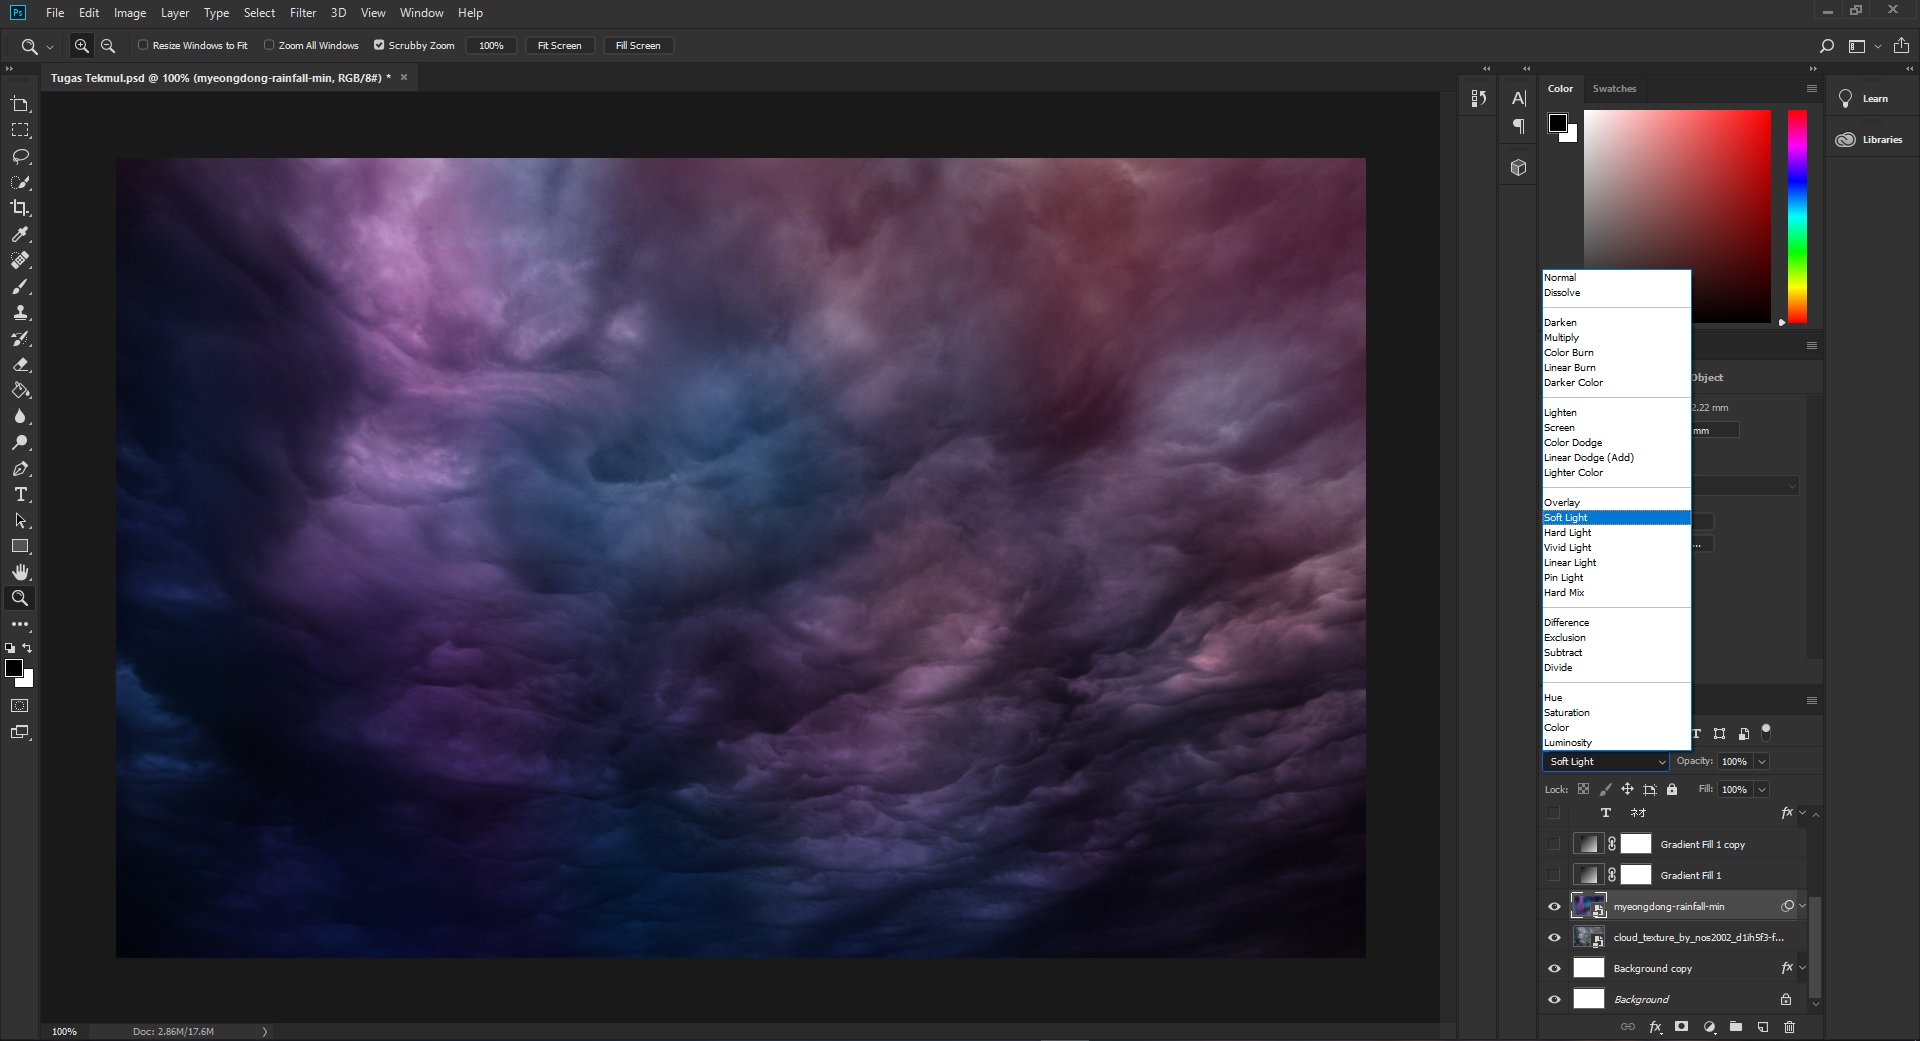 Ps File Edit Image Layer Type Select Filter 3D View Window Help
Resize Windows to Fit Zoom All Windows Scrubby Zoom 100% Fit Screen Fill Screen
Tugas Tekmul.psd @ 100% (myeongdong-rainfall-min, RGB/8#) *
Color Swatches
Learn
Libraries
Normal
Dissolve
Darken
Multiply
Color Burn
Linear Burn
Darker Color
Object
2.22 mm
mm
Lighten
Screen
Color Dodge
Linear Dodge (Add)
Lighter Color
Overlay
Soft Light
Hard Light
Vivid Light
Linear Light
Pin Light
Hard Mix
...
Difference
Exclusion
Subtract
Divide
Hue
Saturation
Color
Luminosity
Soft Light Opacity: 100%
Lock: Fill: 100%
T ネオ fx
Gradient Fill 1 copy
Gradient Fill 1
myeongdong-rainfall-min
cloud_texture_by_nos2002_d1ih5f3-f...
Background copy fx
Background
fx
100% Doc: 2.86M/17.6M